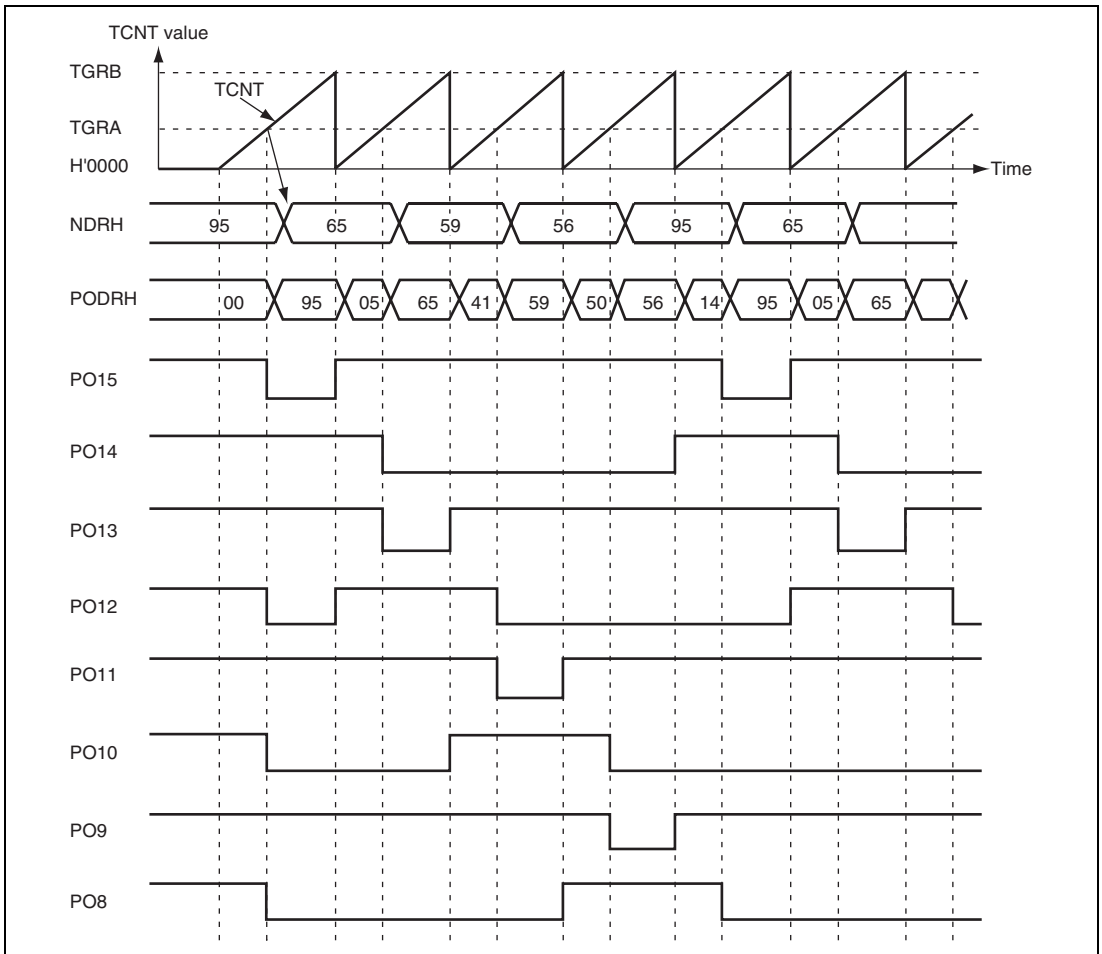 TCNT value
TGRB
TCNT
TGRA
H'0000
Time
NDRH 95 65 59 56 95 65
PODRH 00 95 05 65 41 59 50 56 14 95 05 65
PO15
PO14
PO13
PO12
PO11
PO10
PO9
PO8